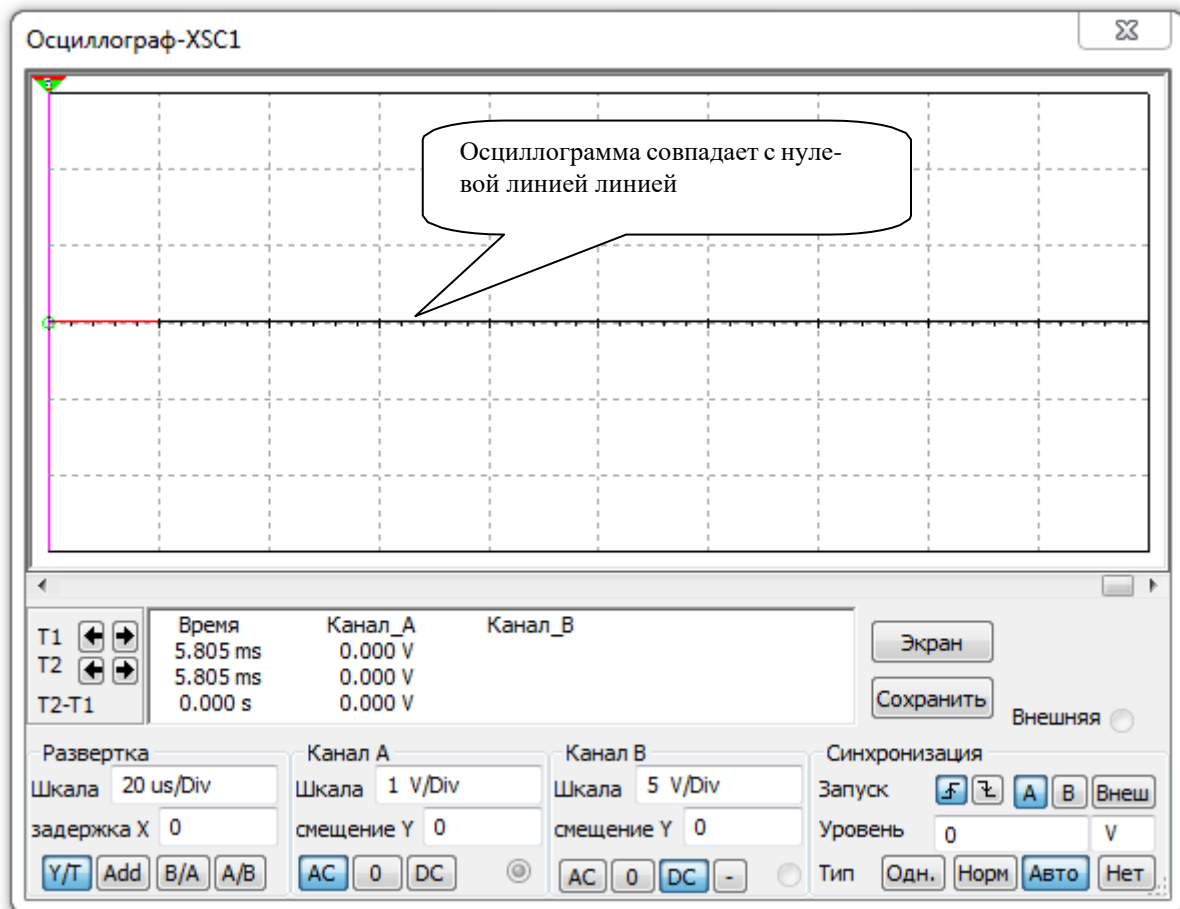 Осциллограф-XSC1
Осциллограмма совпадает с нуле-
вой линией линией
Время Канал_A Канал_B
T1 5.805 ms 0.000 V
T2 5.805 ms 0.000 V
T2-T1 0.000 s 0.000 V
Экран
Сохранить
Внешняя
Развертка
Шкала 20 us/Div
задержка X 0
Y/T Add B/A A/B
Канал A
Шкала 1 V/Div
смещение Y 0
AC 0 DC
Канал B
Шкала 5 V/Div
смещение Y 0
AC 0 DC -
Синхронизация
Запуск A B Внеш
Уровень 0 V
Тип Одн. Норм Авто Нет